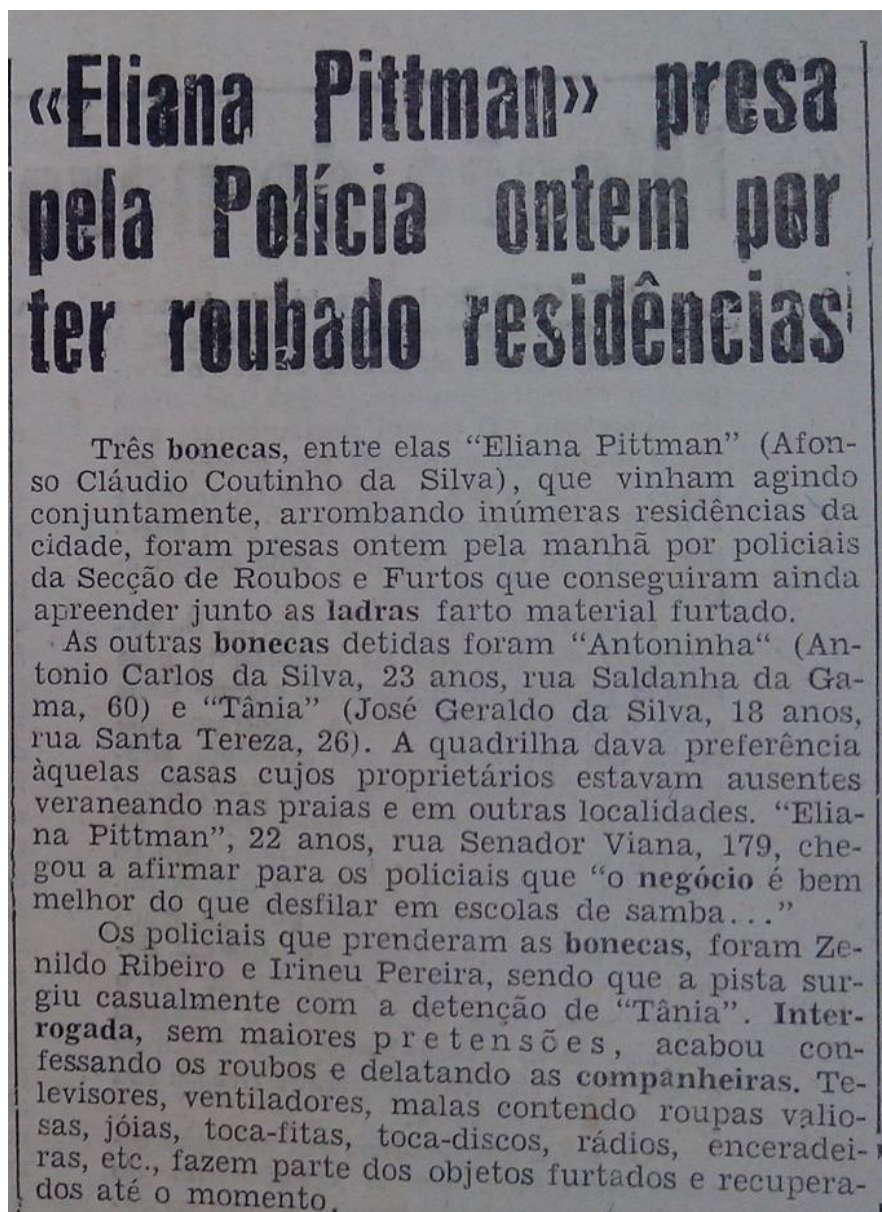 «Eliana Pittman» presa
pela Polícia ontem por
ter roubado residências
Três bonecas, entre elas “Eliana Pittman” (Afon-
so Cláudio Coutinho da Silva), que vinham agindo
conjuntamente, arrombando inúmeras residências da
cidade, foram presas ontem pela manhã por policiais
da Secção de Roubos e Furtos que conseguiram ainda
apreender junto as ladras farto material furtado.
As outras bonecas detidas foram “Antoninha“ (An-
tonio Carlos da Silva, 23 anos, rua Saldanha da Ga-
ma, 60) e “Tânia” (José Geraldo da Silva, 18 anos,
rua Santa Tereza, 26). A quadrilha dava preferência
àquelas casas cujos proprietários estavam ausentes
veraneando nas praias e em outras localidades. “Elia-
na Pittman”, 22 anos, rua Senador Viana, 179, che-
gou a afirmar para os policiais que “o negócio é bem
melhor do que desfilar em escolas de samba...”
Os policiais que prenderam as bonecas, foram Ze-
nildo Ribeiro e Irineu Pereira, sendo que a pista sur-
giu casualmente com a detenção de “Tânia”. Inter-
rogada, sem maiores pretensões, acabou con-
fessando os roubos e delatando as companheiras. Te-
levisores, ventiladores, malas contendo roupas valio-
sas, jóias, toca-fitas, toca-discos, rádios, enceradei-
ras, etc., fazem parte dos objetos furtados e recupera-
dos até o momento.